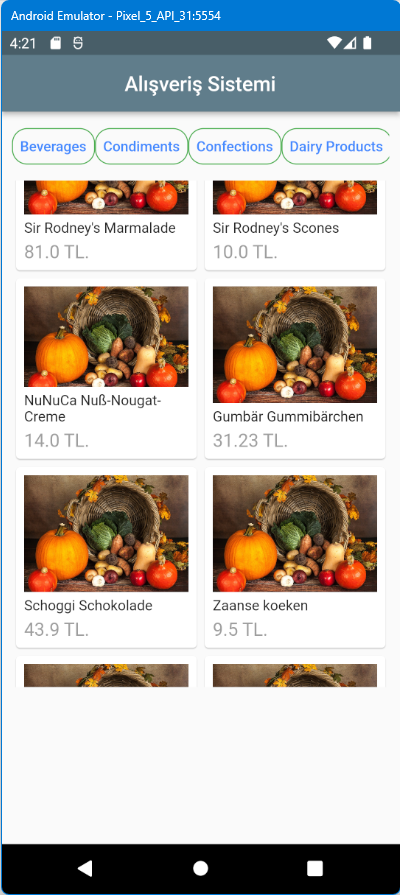 Android Emulator - Pixel_5_API_31:5554
4:21
Alışveriş Sistemi
Beverages Condiments Confections Dairy Products
Sir Rodney's Marmalade
81.0 TL.
Sir Rodney's Scones
10.0 TL.
NuNuCa Nuß-Nougat-
Creme
14.0 TL.
Gumbär Gummibärchen
31.23 TL.
Schoggi Schokolade
43.9 TL.
Zaanse koeken
9.5 TL.